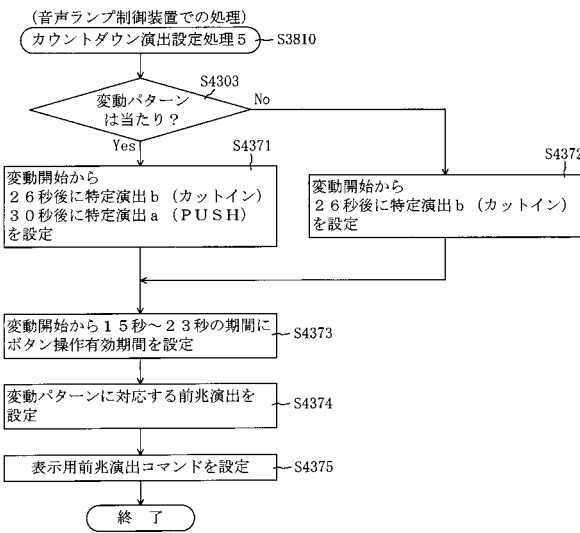 (音声ランプ制御装置での処理)
カウントダウン演出設定処理５
S3810
S4303
変動パターン
は当たり？
No
Yes
S4371
変動開始から
２６秒後に特定演出ｂ（カットイン）
３０秒後に特定演出ａ（ＰＵＳＨ）
を設定
S4372
変動開始から
２６秒後に特定演出ｂ（カットイン）
を設定
変動開始から１５秒～２３秒の期間に
ボタン操作有効期間を設定
S4373
変動パターンに対応する前兆演出を
設定
S4374
表示用前兆演出コマンドを設定
S4375
終　了